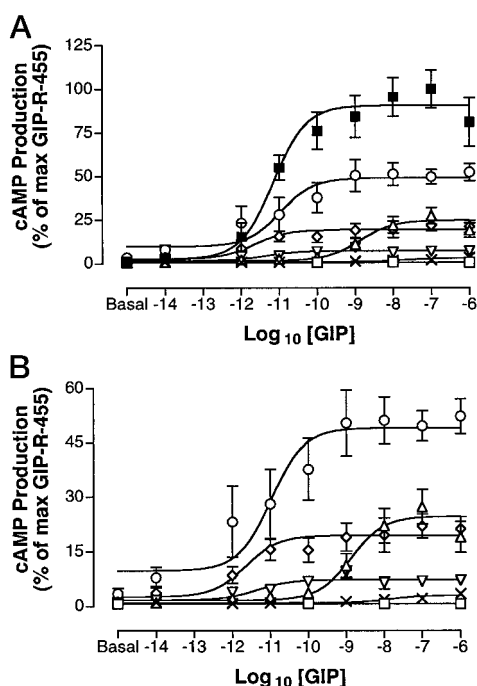 A
cAMP Production
(% of max GIP-R-455)
125
100
75
50
25
0
Basal -14 -13 -12 -11 -10 -9 -8 -7 -6
Log10 [GIP]
B
cAMP Production
(% of max GIP-R-455)
60
45
30
15
0
Basal -14 -13 -12 -11 -10 -9 -8 -7 -6
Log10 [GIP]